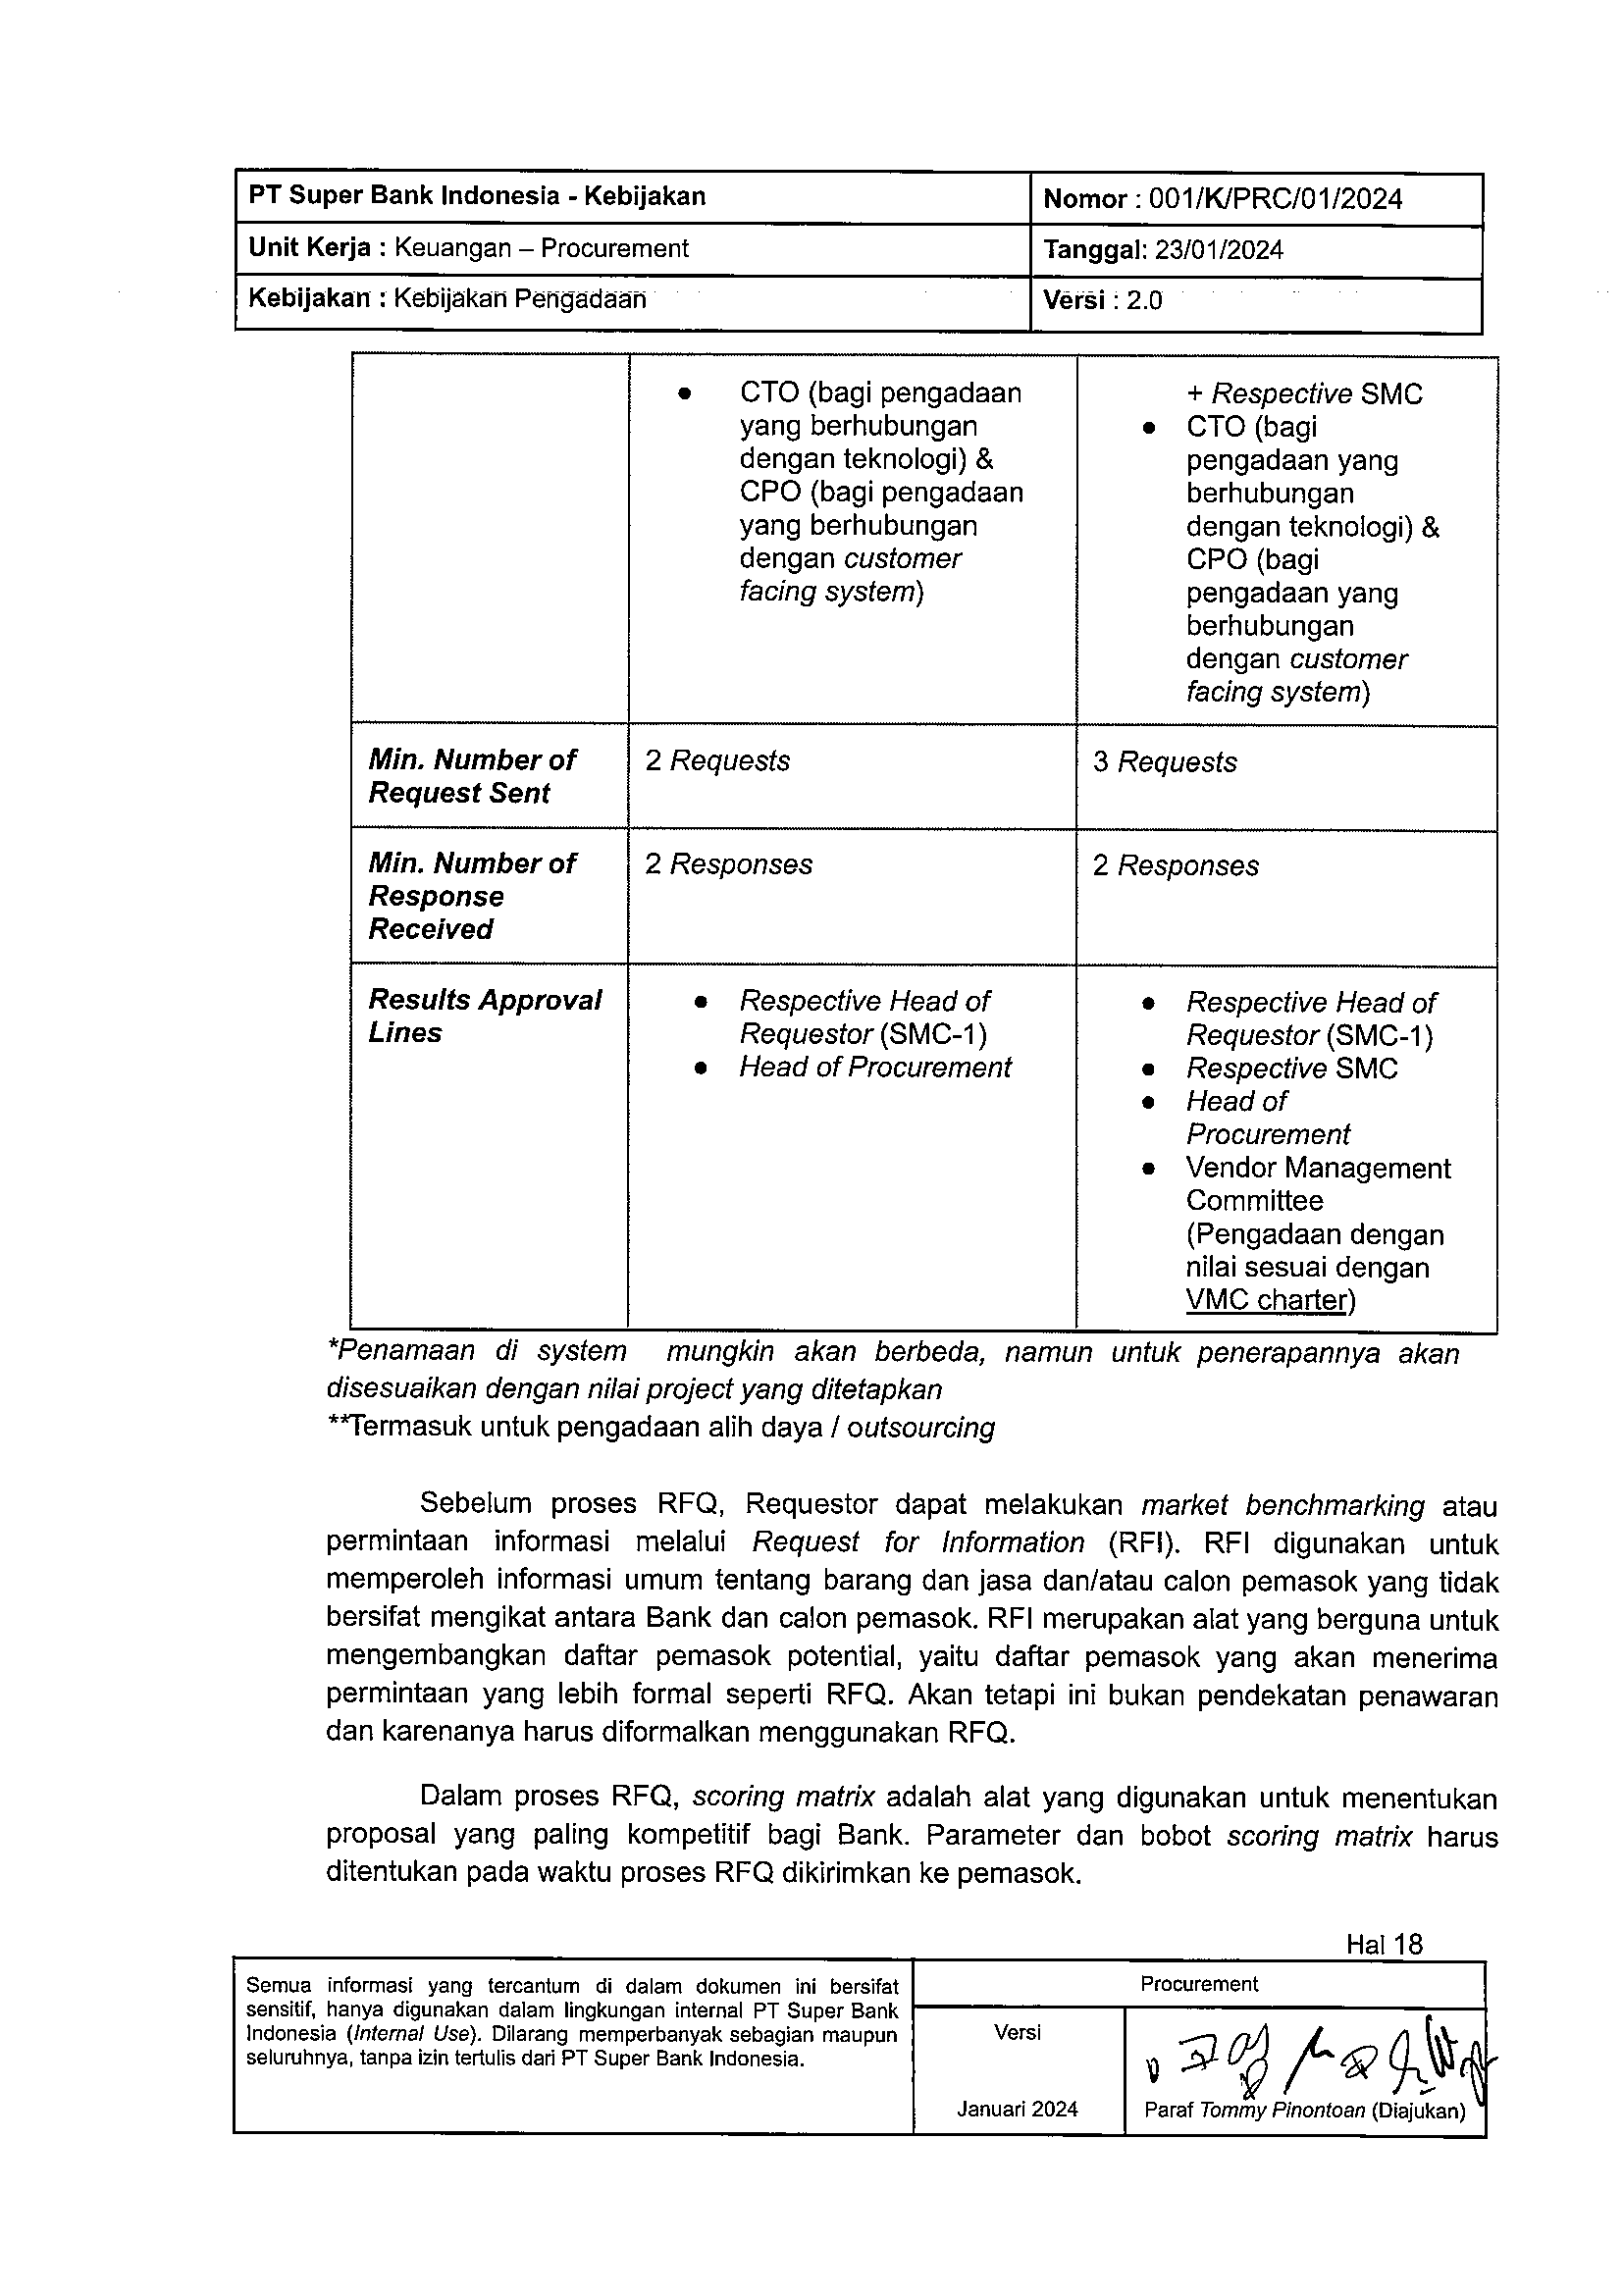 PT Super Bank Indonesia - Kebijakan
Nomor : 001/K/PRC/01/2024
Unit Kerja : Keuangan – Procurement
Tanggal: 23/01/2024
Kebijakan : Kebijakan Pengadaan
Versi : 2.0
● CTO (bagi pengadaan
yang berhubungan
dengan teknologi) &
CPO (bagi pengadaan
yang berhubungan
dengan customer
facing system)
+ Respective SMC
● CTO (bagi
pengadaan yang
berhubungan
dengan teknologi) &
CPO (bagi
pengadaan yang
berhubungan
dengan customer
facing system)
Min. Number of
Request Sent
2 Requests
3 Requests
Min. Number of
Response
Received
2 Responses
2 Responses
Results Approval
Lines
● Respective Head of
Requestor (SMC-1)
● Head of Procurement
● Respective Head of
Requestor (SMC-1)
● Respective SMC
● Head of
Procurement
● Vendor Management
Committee
(Pengadaan dengan
nilai sesuai dengan
VMC charter)
*Penamaan di system mungkin akan berbeda, namun untuk penerapannya akan
disesuaikan dengan nilai project yang ditetapkan
**Termasuk untuk pengadaan alih daya / outsourcing
Sebelum proses RFQ, Requestor dapat melakukan market benchmarking atau
permintaan informasi melalui Request for Information (RFI). RFI digunakan untuk
memperoleh informasi umum tentang barang dan jasa dan/atau calon pemasok yang tidak
bersifat mengikat antara Bank dan calon pemasok. RFI merupakan alat yang berguna untuk
mengembangkan daftar pemasok potential, yaitu daftar pemasok yang akan menerima
permintaan yang lebih formal seperti RFQ. Akan tetapi ini bukan pendekatan penawaran
dan karenanya harus diformalkan menggunakan RFQ.
Dalam proses RFQ, scoring matrix adalah alat yang digunakan untuk menentukan
proposal yang paling kompetitif bagi Bank. Parameter dan bobot scoring matrix harus
ditentukan pada waktu proses RFQ dikirimkan ke pemasok.
Hal 18
Semua informasi yang tercantum di dalam dokumen ini bersifat
sensitif, hanya digunakan dalam lingkungan internal PT Super Bank
Indonesia (Internal Use). Dilarang memperbanyak sebagian maupun
seluruhnya, tanpa izin tertulis dari PT Super Bank Indonesia.
Procurement
Versi
Januari 2024
Paraf Tommy Pinontoan (Diajukan)